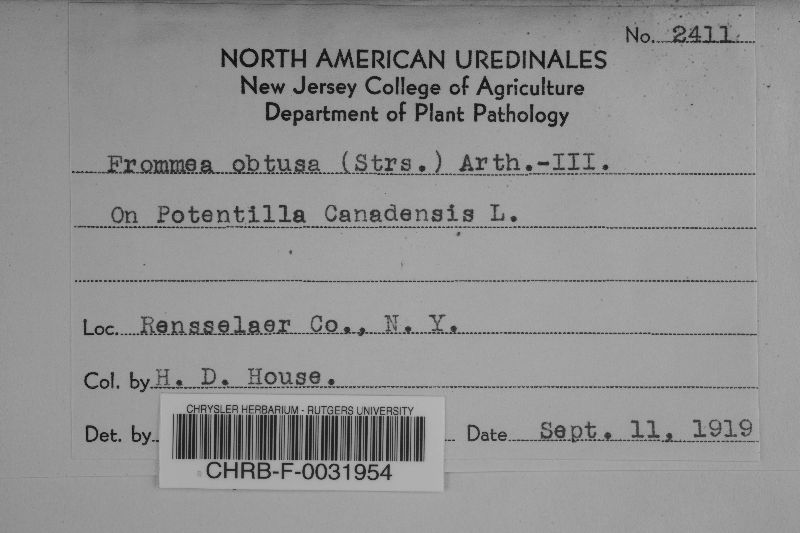 No. 2411
NORTH AMERICAN UREDINALES
New Jersey College of Agriculture
Department of Plant Pathology
Frommea obtusa (Strs.) Arth.-III.
On Potentilla Canadensis L.
Loc. Rensselaer Co., N. Y.
Col. by H. D. House.
Det. by Date Sept. 11, 1919
CHRYSLER HERBARIUM - RUTGERS UNIVERSITY
CHRB-F-0031954